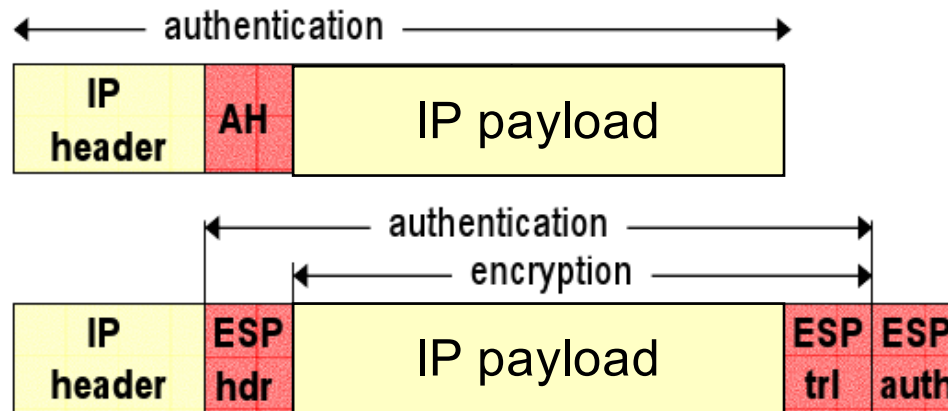 authentication
IP AH IP payload
header
authentication
encryption
IP ESP IP payload ESP ESP
header hdr trl auth